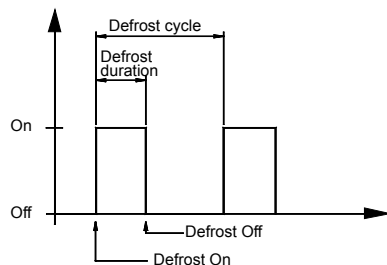 Defrost cycle
Defrost
duration
On
Off
Defrost Off
Defrost On